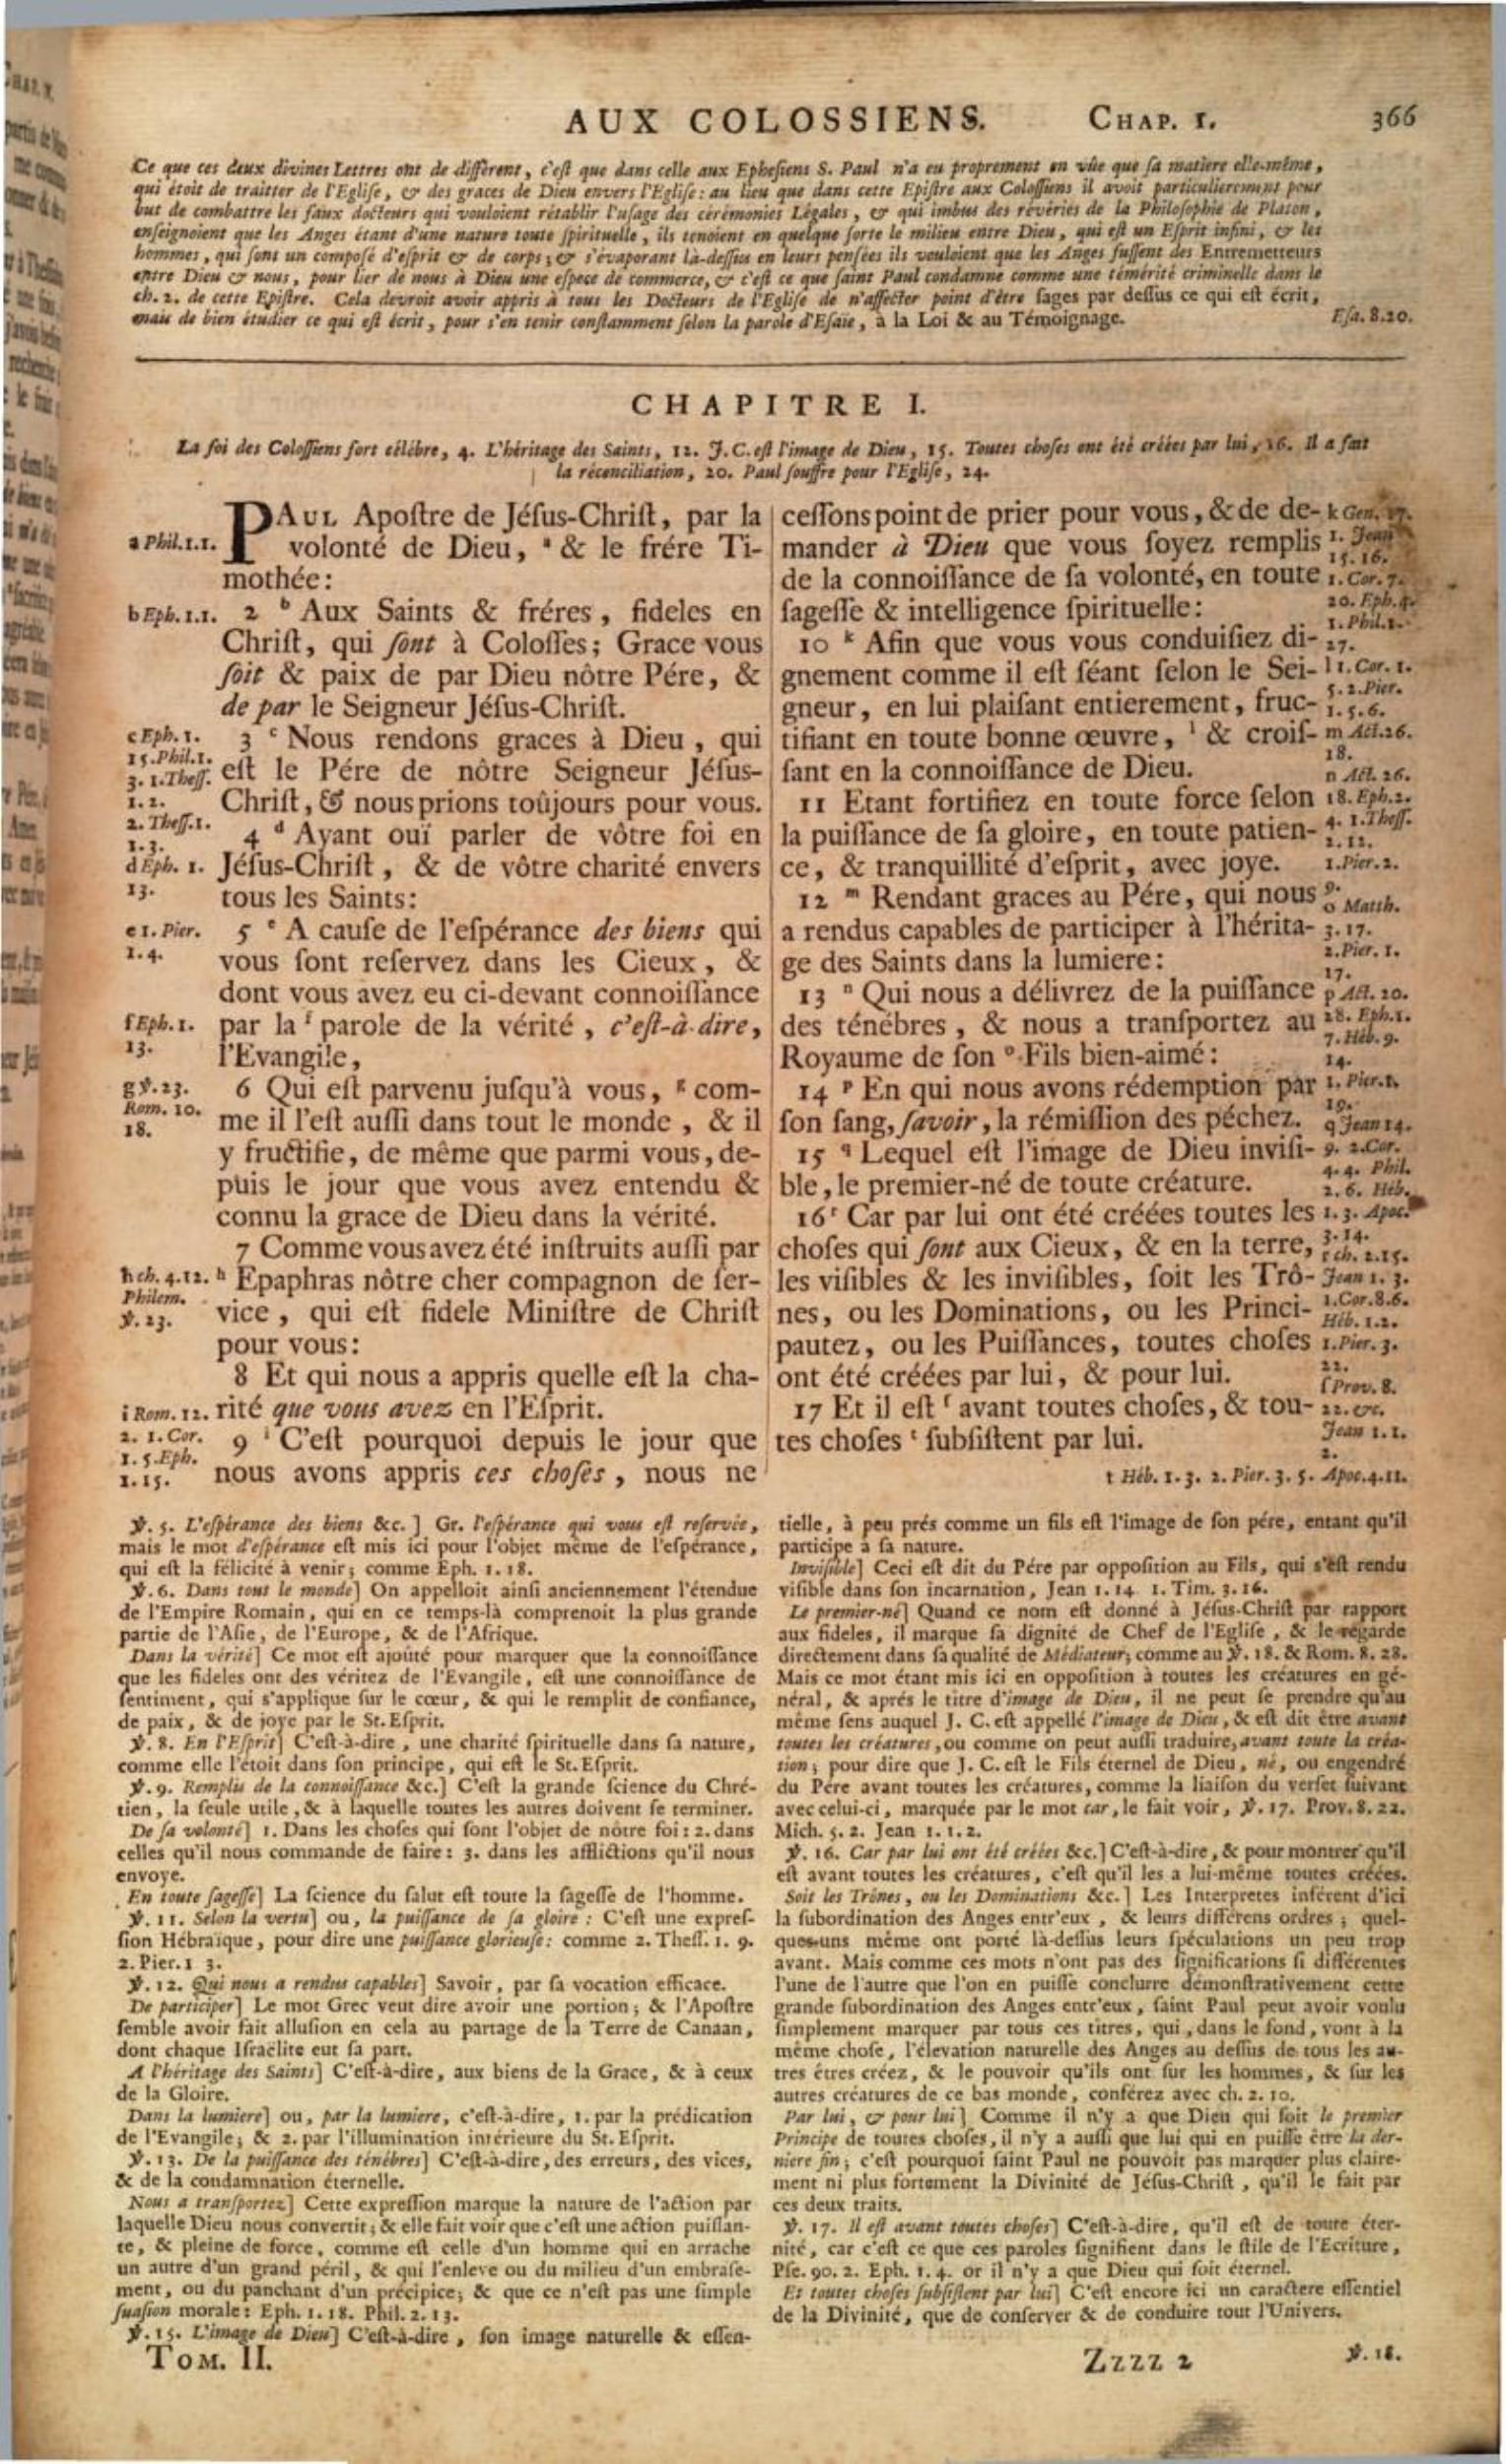 AUX COLOSSIENS. CHAP. I. 366
Ce que ces deux divines Lettres ont de différent, c'eſt que dans celle aux Epheſiens S. Paul n'a eu proprement en vûe que ſa matiere elle-même,
qui étoit de traitter de l'Egliſe, & des graces de Dieu envers l'Egliſe: au lieu que dans cette Epiſtre aux Coloſſiens il avoit particulierement pour
but de combattre les faux docteurs qui vouloient rétablir l'uſage des cérémonies Légales, & qui imbus des réveries de la Philoſophie de Platon,
enſeignoient que les Anges étant d'une nature toute ſpirituelle, ils tenoient en quelque ſorte le milieu entre Dieu, qui eſt un Eſprit infini, & les
hommes, qui ſont un compoſé d'eſprit & de corps; & s'évaporant là-deſſus en leurs penſées ils vouloient que les Anges fuſſent des Entremetteurs
entre Dieu & nous, pour lier de nous à Dieu une eſpece de commerce, & c'eſt ce que ſaint Paul condamne comme une témérité criminelle dans le
ch. 2. de cette Epiſtre. Cela devroit avoir appris à tous les Docteurs de l'Egliſe de n'affecter point d'être ſages par deſſus ce qui eſt écrit,
mais de bien étudier ce qui eſt écrit, pour s'en tenir conſtamment ſelon la parole d'Eſaïe, à la Loi & au Témoignage.
Eſa. 8.20.
CHAPITRE I.
La foi des Coloſſiens fort célébre, 4. L'héritage des Saints, 12. J. C. eſt l'image de Dieu, 15. Toutes choſes ont été créées par lui, 16. Il a fait
la réconciliation, 20. Paul ſouffre pour l'Egliſe, 24.
PAUL Apoſtre de Jéſus-Chriſt, par la
volonté de Dieu, a & le frére Ti-
mothée:
2 b Aux Saints & fréres, fideles en
Chriſt, qui ſont à Coloſſes; Grace vous
ſoit & paix de par Dieu nôtre Pére, &
de par le Seigneur Jéſus-Chriſt.
3 c Nous rendons graces à Dieu, qui
eſt le Pére de nôtre Seigneur Jéſus-
Chriſt, & nous prions toûjours pour vous.
4 d Ayant ouï parler de vôtre foi en
Jéſus-Chriſt, & de vôtre charité envers
tous les Saints:
5 e A cauſe de l'eſpérance des biens qui
vous ſont reſervez dans les Cieux, &
dont vous avez eu ci-devant connoiſſance
par la f parole de la vérité, c'eſt-à-dire,
l'Evangile,
6 Qui eſt parvenu juſqu'à vous, g com-
me il l'eſt auſſi dans tout le monde, & il
y fructifie, de même que parmi vous, de-
puis le jour que vous avez entendu &
connu la grace de Dieu dans la vérité.
7 Comme vous avez été inſtruits auſſi par
h Epaphras nôtre cher compagnon de ſer-
vice, qui eſt fidele Miniſtre de Chriſt
pour vous:
8 Et qui nous a appris quelle eſt la cha-
rité que vous avez en l'Eſprit.
9 i C'eſt pourquoi depuis le jour que
nous avons appris ces choſes, nous ne
a Phil.1.1.
b Eph. 1.1.
c Eph. 1.
15. Phil.1.
3. 1. Theſſ.
1. 2.
2. Theſſ.1.
1.3.
d Eph. 1.
13.
e 1. Pier.
1. 4.
f Eph. 1.
13.
g ℣. 23.
Rom. 10.
18.
h ch. 4.12.
Philem.
℣. 23.
i Rom. 12.
2. 1. Cor.
1. 5. Eph.
1. 15.
ceſſons point de prier pour vous, & de de-
mander à Dieu que vous ſoyez remplis
de la connoiſſance de ſa volonté, en toute
ſageſſe & intelligence ſpirituelle:
10 k Afin que vous vous conduiſiez di-
gnement comme il eſt ſéant ſelon le Sei-
gneur, en lui plaiſant entierement, fruc-
tifiant en toute bonne œuvre, l & croiſ-
ſant en la connoiſſance de Dieu.
11 Etant fortifiez en toute force ſelon
la puiſſance de ſa gloire, en toute patien-
ce, & tranquillité d'eſprit, avec joye.
12 m Rendant graces au Pére, qui nous
a rendus capables de participer à l'hérita-
ge des Saints dans la lumiere:
13 n Qui nous a délivrez de la puiſſance
des ténébres, & nous a tranſportez au
Royaume de ſon o Fils bien-aimé:
14 p En qui nous avons rédemption par
ſon ſang, ſavoir, la rémiſſion des péchez.
15 q Lequel eſt l'image de Dieu inviſi-
ble, le premier-né de toute créature.
16 r Car par lui ont été créées toutes les
choſes qui ſont aux Cieux, & en la terre,
les viſibles & les inviſibles, ſoit les Trô-
nes, ou les Dominations, ou les Princi-
pautez, ou les Puiſſances, toutes choſes
ont été créées par lui, & pour lui.
17 Et il eſt ſ avant toutes choſes, & tou-
tes choſes t ſubſiſtent par lui.
k Gen.
1. Jean
15. 16.
1. Cor. 7.
20. Eph. 4.
1. Phil. 1.
27.
l 1. Cor. 1.
5. 2. Pier.
1. 5. 6.
m Act. 26.
18.
n Act. 26.
18. Eph. 2.
4. 1. Theſſ.
2. 12.
1. Pier. 2.
9.
o Matth.
3. 17.
2. Pier. 1.
17.
p Act. 20.
28. Eph. 1.
7. Héb. 9.
14.
1. Pier. 1.
19.
q Jean 14.
9. 2. Cor.
4. 4. Phil.
2. 6. Héb.
1. 3. Apoc.
3. 14.
r ch. 2. 15.
Jean 1. 3.
1. Cor. 8. 6.
Héb. 1. 2.
1. Pier. 3.
22.
ſ Prov. 8.
22. &c.
Jean 1. 1.
2.
t Héb. 1. 3. 2. Pier. 3. 5. Apoc. 4. 11.
℣. 5. L'eſpérance des biens &c.] Gr. l'eſpérance qui vous eſt reſervée,
mais le mot d'eſpérance eſt mis ici pour l'objet même de l'eſpérance,
qui eſt la félicité à venir; comme Eph. 1. 18.
℣. 6. Dans tout le monde] On appelloit ainſi anciennement l'étendue
de l'Empire Romain, qui en ce temps-là comprenoit la plus grande
partie de l'Aſie, de l'Europe, & de l'Afrique.
Dans la vérité] Ce mot eſt ajoûté pour marquer que la connoiſſance
que les fideles ont des véritez de l'Evangile, eſt une connoiſſance de
ſentiment, qui s'applique ſur le cœur, & qui le remplit de confiance,
de paix, & de joye par le St. Eſprit.
℣. 8. En l'Eſprit] C'eſt-à-dire, une charité ſpirituelle dans ſa nature,
comme elle l'étoit dans ſon principe, qui eſt le St. Eſprit.
℣. 9. Remplis de la connoiſſance &c.] C'eſt la grande ſcience du Chré-
tien, la ſeule utile, & à laquelle toutes les autres doivent ſe terminer.
De ſa volonté] 1. Dans les choſes qui ſont l'objet de nôtre foi: 2. dans
celles qu'il nous commande de faire: 3. dans les afflictions qu'il nous
envoye.
En toute ſageſſe] La ſcience du ſalut eſt toute la ſageſſe de l'homme.
℣. 11. Selon la vertu] ou, la puiſſance de ſa gloire: C'eſt une expreſ-
ſion Hébraïque, pour dire une puiſſance glorieuſe: comme 2. Theſſ. 1. 9.
2. Pier. 1 3.
℣. 12. Qui nous a rendus capables] Savoir, par ſa vocation efficace.
De participer] Le mot Grec veut dire avoir une portion; & l'Apoſtre
ſemble avoir fait alluſion en cela au partage de la Terre de Canaan,
dont chaque Iſraëlite eut ſa part.
A l'héritage des Saints] C'eſt-à-dire, aux biens de la Grace, & à ceux
de la Gloire.
Dans la lumiere] ou, par la lumiere, c'eſt-à-dire, 1. par la prédication
de l'Evangile; & 2. par l'illumination intérieure du St. Eſprit.
℣. 13. De la puiſſance des ténébres] C'eſt-à-dire, des erreurs, des vices,
& de la condamnation éternelle.
Nous a tranſportez] Cette expreſſion marque la nature de l'action par
laquelle Dieu nous convertit; & elle fait voir que c'eſt une action puiſſan-
te, & pleine de force, comme eſt celle d'un homme qui en arrache
un autre d'un grand péril, & qui l'enleve ou du milieu d'un embraſe-
ment, ou du panchant d'un précipice; & que ce n'eſt pas une ſimple
ſuaſion morale: Eph. 1. 18. Phil. 2. 13.
℣. 15. L'image de Dieu] C'eſt-à-dire, ſon image naturelle & eſſen-
tielle, à peu prés comme un fils eſt l'image de ſon pére, entant qu'il
participe à ſa nature.
Inviſible] Ceci eſt dit du Pére par oppoſition au Fils, qui s'eſt rendu
viſible dans ſon incarnation, Jean 1. 14. 1. Tim. 3. 16.
Le premier-né] Quand ce nom eſt donné à Jéſus-Chriſt par rapport
aux fideles, il marque ſa dignité de Chef de l'Egliſe, & le regarde
directement dans ſa qualité de Médiateur; comme au ℣. 18. & Rom. 8. 28.
Mais ce mot étant mis ici en oppoſition à toutes les créatures en gé-
néral, & aprés le titre d'image de Dieu, il ne peut ſe prendre qu'au
même ſens auquel J. C. eſt appellé l'image de Dieu, & eſt dit être avant
toutes les créatures, ou comme on peut auſſi traduire, avant toute la créa-
tion; pour dire que J. C. eſt le Fils éternel de Dieu, né, ou engendré
du Pére avant toutes les créatures, comme la liaiſon du verſet ſuivant
avec celui-ci, marquée par le mot car, le fait voir, ℣. 17. Prov. 8. 22.
Mich. 5. 2. Jean 1. 1. 2.
℣. 16. Car par lui ont été créées &c.] C'eſt-à-dire, & pour montrer qu'il
eſt avant toutes les créatures, c'eſt qu'il les a lui-même toutes créées.
Soit les Trônes, ou les Dominations &c.] Les Interpretes inférent d'ici
la ſubordination des Anges entr'eux, & leurs différens ordres; quel-
ques-uns même ont porté là-deſſus leurs ſpéculations un peu trop
avant. Mais comme ces mots n'ont pas des ſignifications ſi différentes
l'une de l'autre que l'on en puiſſe conclurre démonſtrativement cette
grande ſubordination des Anges entr'eux, ſaint Paul peut avoir voulu
ſimplement marquer par tous ces titres, qui, dans le fond, vont à la
même choſe, l'élevation naturelle des Anges au deſſus de tous les au-
tres êtres créez, & le pouvoir qu'ils ont ſur les hommes, & ſur les
autres créatures de ce bas monde, conférez avec ch. 2. 10.
Par lui, & pour lui] Comme il n'y a que Dieu qui ſoit le premier
Principe de toutes choſes, il n'y a auſſi que lui qui en puiſſe être la der-
niere fin; c'eſt pourquoi ſaint Paul ne pouvoit pas marquer plus claire-
ment ni plus fortement la Divinité de Jéſus-Chriſt, qu'il le fait par
ces deux traits.
℣. 17. Il eſt avant toutes choſes] C'eſt-à-dire, qu'il eſt de toute éter-
nité, car c'eſt ce que ces paroles ſignifient dans le ſtile de l'Ecriture,
Pſe. 90. 2. Eph. 1. 4. or il n'y a que Dieu qui ſoit éternel.
Et toutes choſes ſubſiſtent par lui] C'eſt encore ici un caractere eſſentiel
de la Divinité, que de conſerver & de conduire tout l'Univers.
TOM. II. Zzzz 2 ℣. 18.